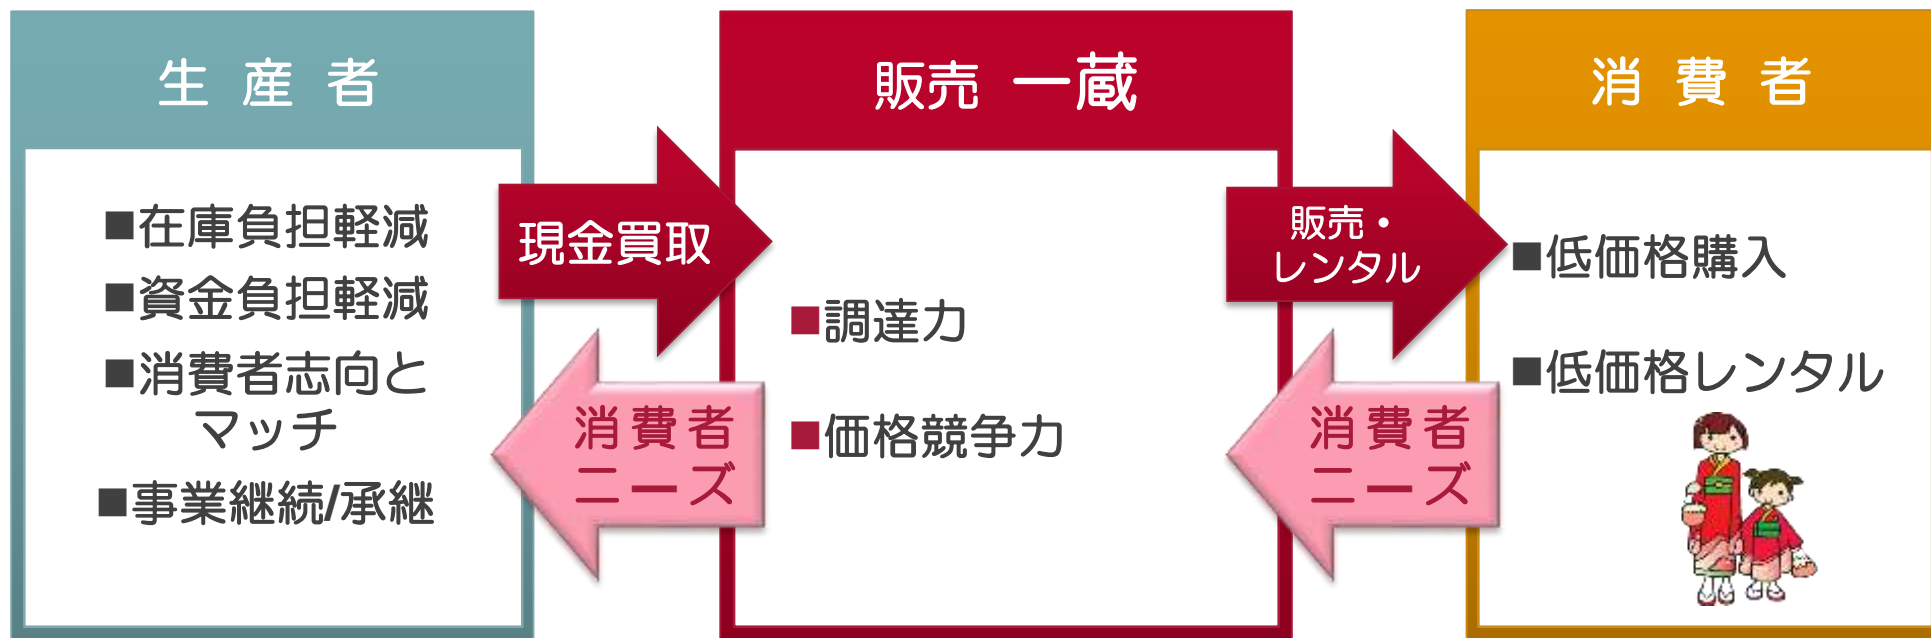 生産者
■在庫負担軽減
■資金負担軽減
■消費者志向と
マッチ
■事業継続/承継
現金買取
消費者
ニーズ
販売 一蔵
■調達力
■価格競争力
販売・
レンタル
消費者
ニーズ
消費者
■低価格購入
■低価格レンタル